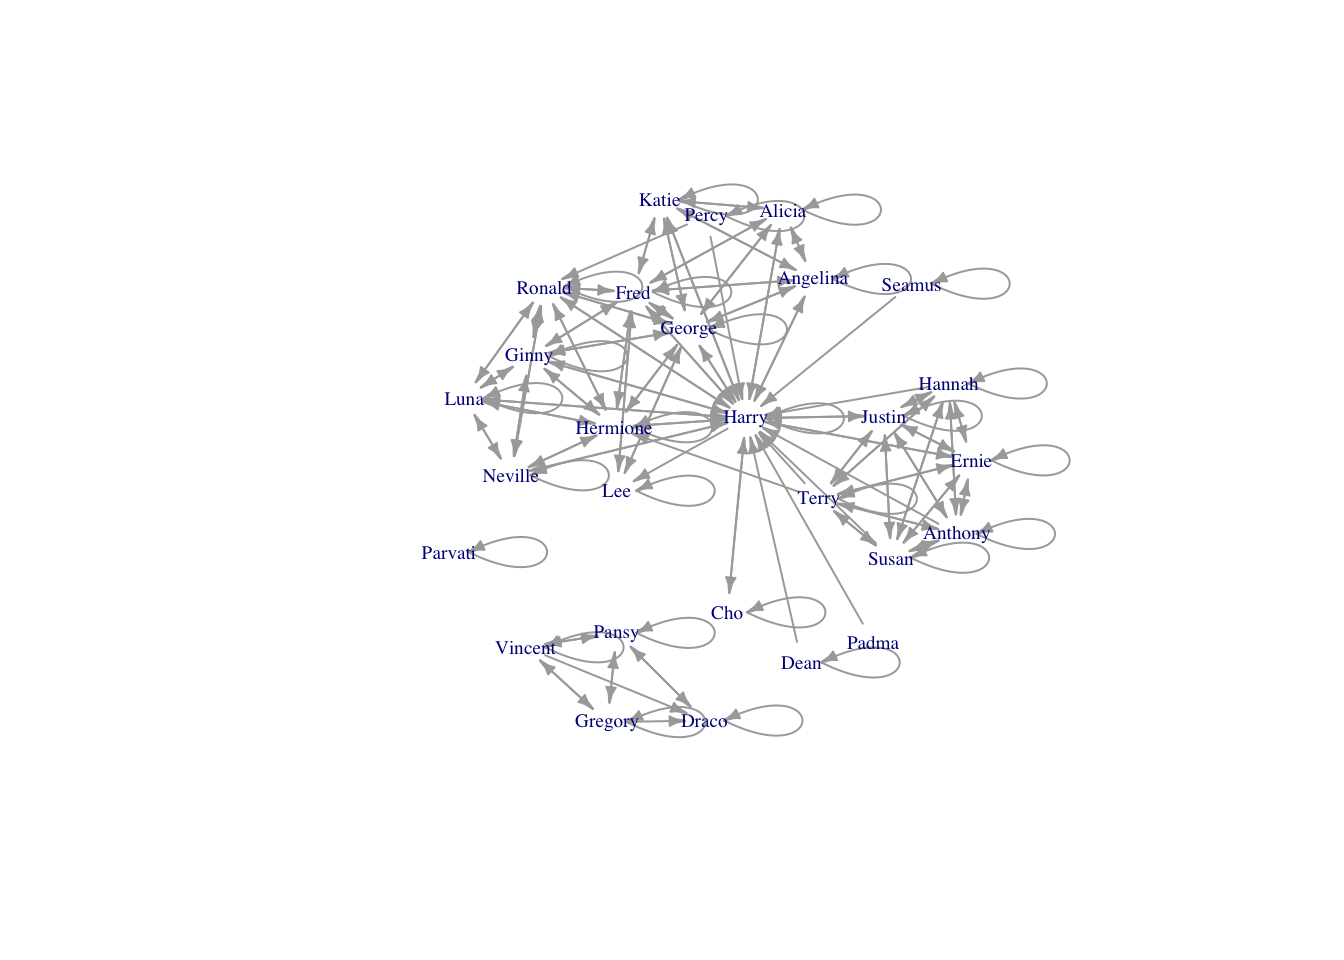 Katie
Percy
Alicia
Angelina
Seamus
Ronald
Fred
George
Ginny
Hannah
Luna
Harry
Justin
Hermione
Ernie
Neville
Lee
Terry
Anthony
Parvati
Susan
Cho
Pansy
Vincent
Padma
Dean
Gregory
Draco